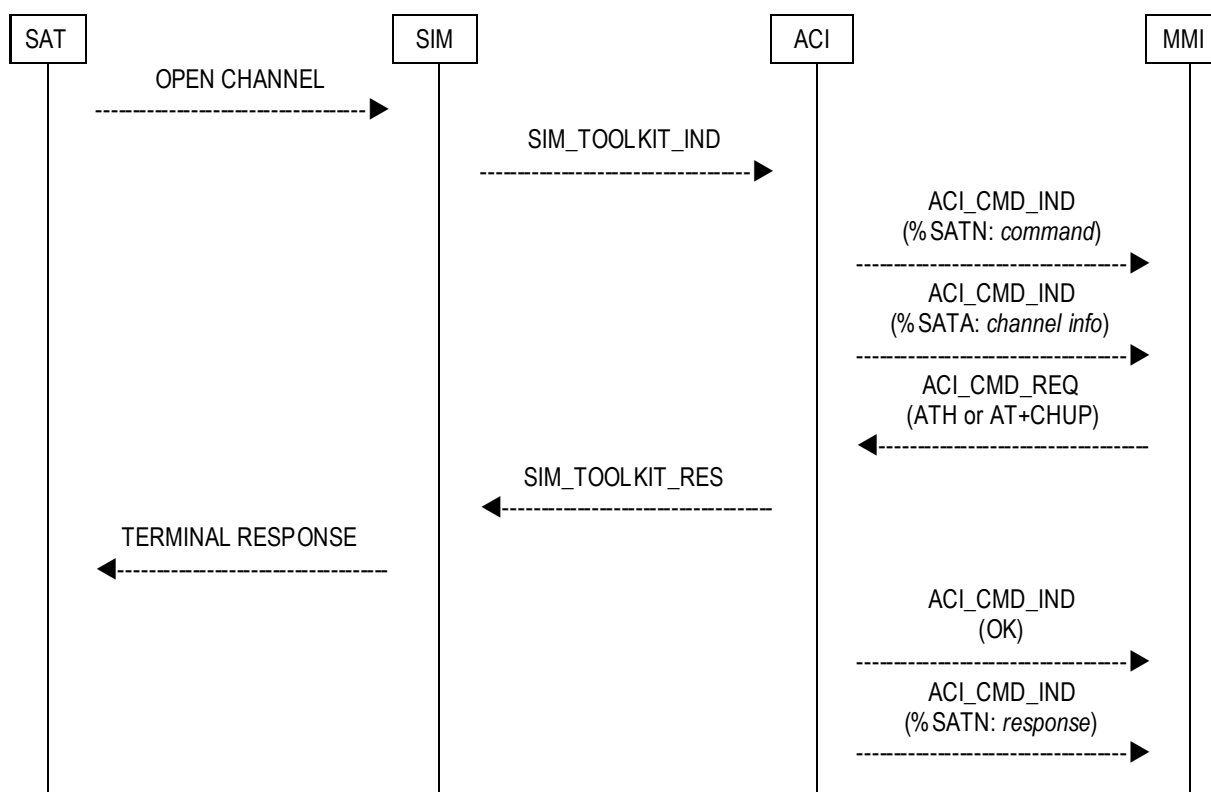 SAT
SIM
ACI
MMI
OPEN CHANNEL
SIM_TOOLKIT_IND
ACI_CMD_IND
(%SATN: command)
ACI_CMD_IND
(%SATA: channel info)
ACI_CMD_REQ
(ATH or AT+CHUP)
SIM_TOOLKIT_RES
TERMINAL RESPONSE
ACI_CMD_IND
(OK)
ACI_CMD_IND
(%SATN: response)